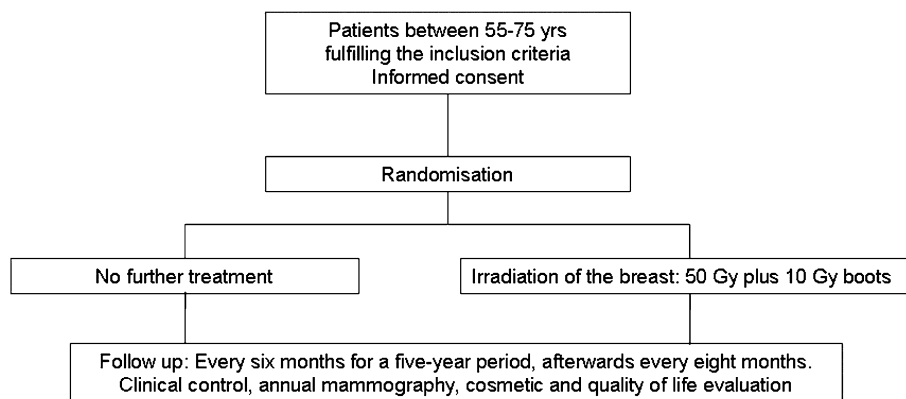 Patients between 55-75 yrs
fulfilling the inclusion criteria
Informed consent
Randomisation
No further treatment
Irradiation of the breast: 50 Gy plus 10 Gy boots
Follow up: Every six months for a five-year period, afterwards every eight months.
Clinical control, annual mammography, cosmetic and quality of life evaluation